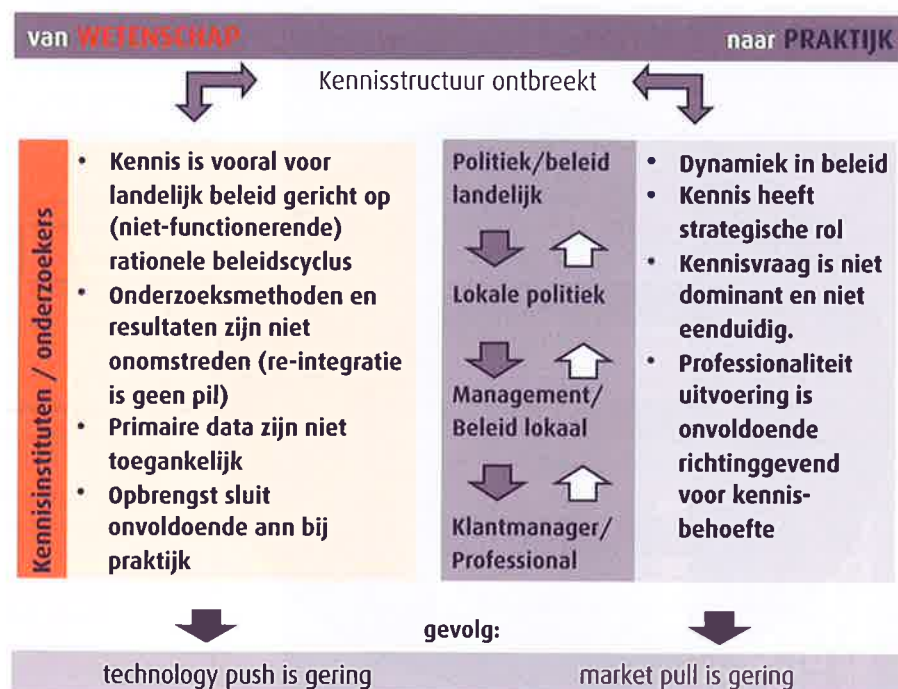 van WETENSCHAP
naar PRAKTIJK
Kennisstructuur ontbreekt
Kennisinstituten / onderzoekers
• Kennis is vooral voor
landelijk beleid gericht op
(niet-functionerende)
rationele beleidscyclus
• Onderzoeksmethoden en
resultaten zijn niet
onomstreden (re-integratie
is geen pil)
• Primaire data zijn niet
toegankelijk
• Opbrengst sluit
onvoldoende ann bij
praktijk
Politiek/beleid
landelijk
Lokale politiek
Management/
Beleid lokaal
Klantmanager/
Professional
• Dynamiek in beleid
• Kennis heeft
strategische rol
• Kennisvraag is niet
dominant en niet
eenduidig.
• Professionaliteit
uitvoering is
onvoldoende
richtinggevend
voor kennis-
behoefte
gevolg:
technology push is gering
market pull is gering